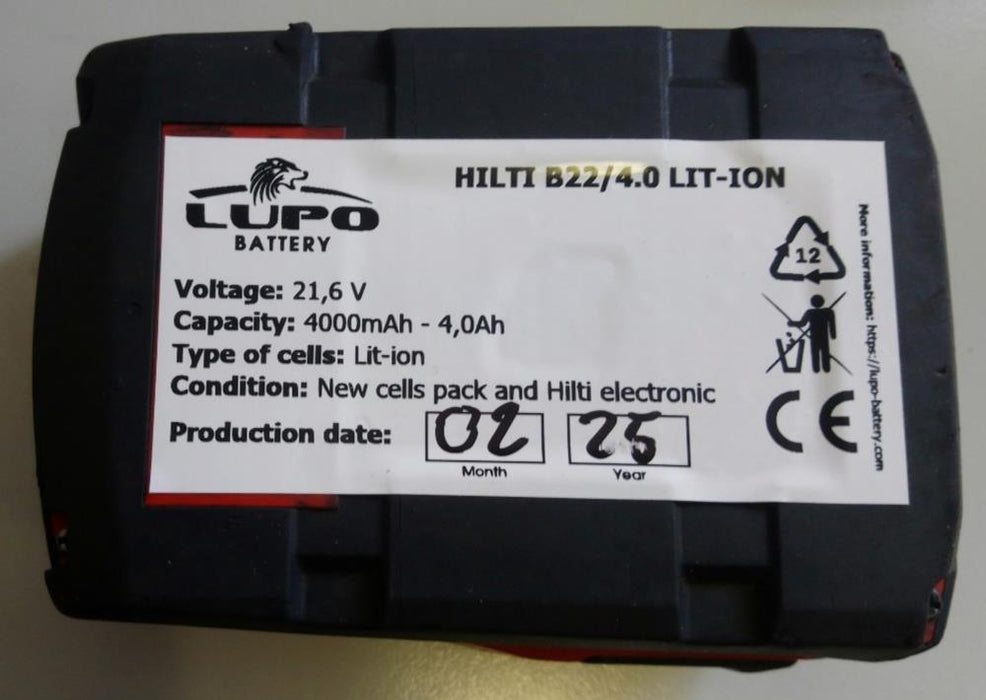 LUPO
BATTERY
HILTI B22/4.0 LIT-ION
Voltage: 21,6 V
Capacity: 4000mAh - 4,0Ah
Type of cells: Lit-ion
Condition: New cells pack and Hilti electronic
Production date: 02 25
Month Year
12
CE
More information: https://lupo-battery.com